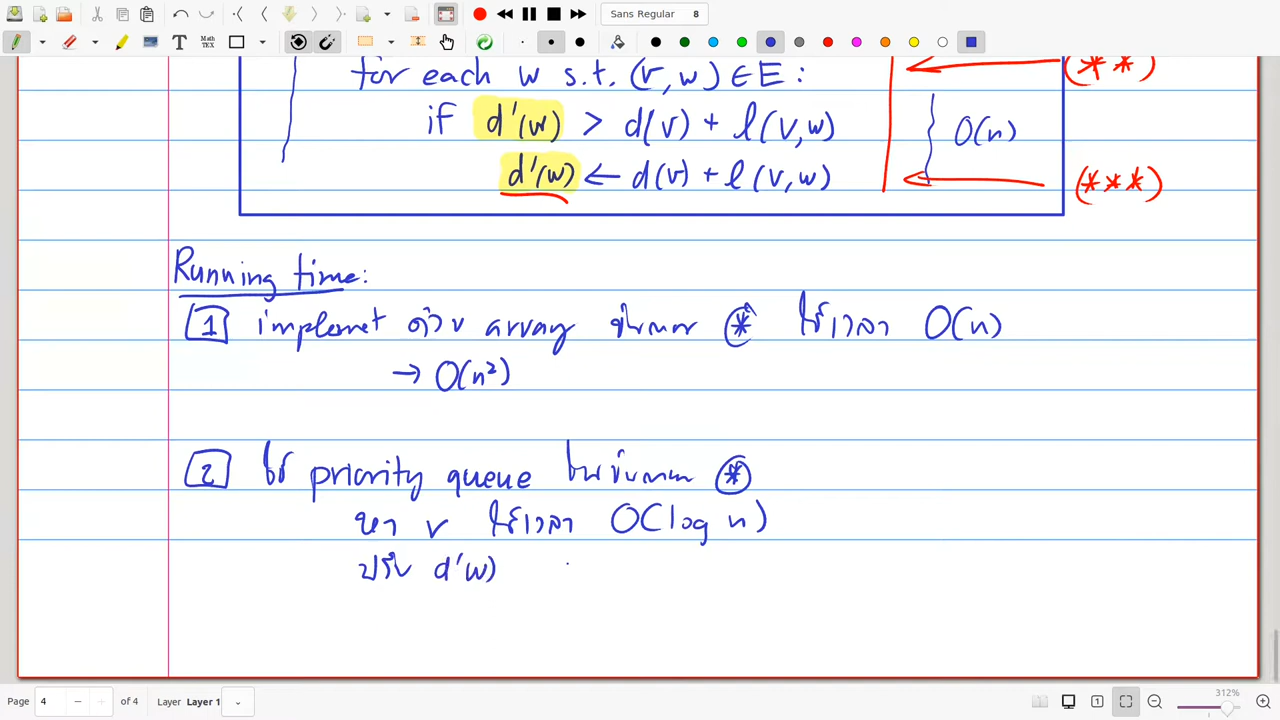 Sans Regular 8
for each w s.t. (v,w) ∈ E: (**)
if d'(w) > d(v) + l(v,w) O(n)
d'(w) ← d(v) + l(v,w) (***)
Running time:
1 implemet ด้วย array ขั้นตอน * ใช้เวลา O(n)
→ O(n²)
2 ใช้ priority queue ในขั้นตอน *
หา v ใช้เวลา O(log n)
ปรับ d'(w)
Page 4 of 4 Layer Layer 1 312%